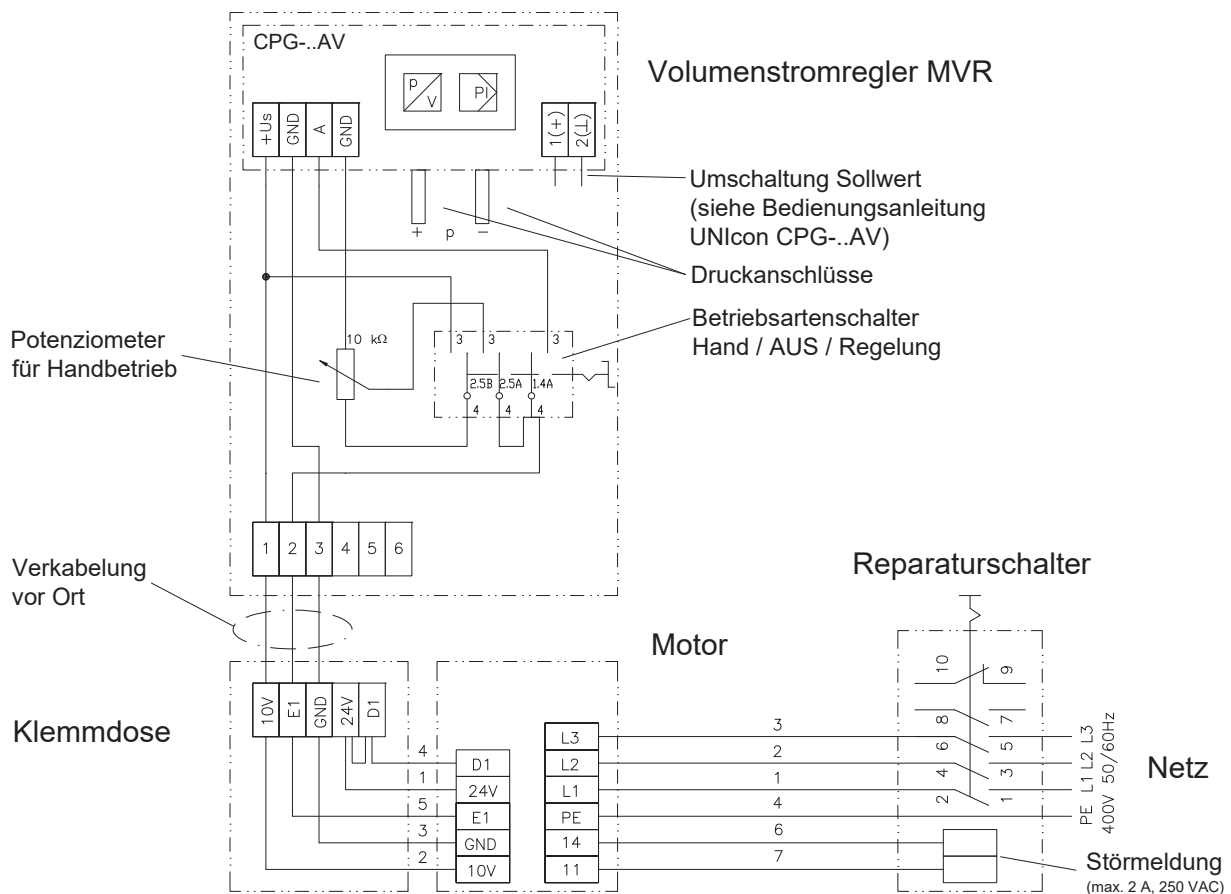 CPG-..AV
Volumenstromregler MVR
p
V
PI
+Us
GND
A
GND
1(+)
2(⊥)
Umschaltung Sollwert
(siehe Bedienungsanleitung
UNIcon CPG-..AV)
+ p −
Druckanschlüsse
Potenziometer
für Handbetrieb
10 kΩ
3 3 3
Betriebsartenschalter
Hand / AUS / Regelung
2.5B 2.5A 1.4A
4 4 4
1 2 3 4 5 6
Verkabelung
vor Ort
Reparaturschalter
Motor
Klemmdose
10V
E1
GND
24V
D1
10 9
8 7
6 5
4 3
2 1
4 D1
1 24V
5 E1
3 GND
2 10V
L3 3
L2 2
L1 1
PE 4
14 6
11 7
PE L1 L2 L3
400V 50/60Hz
Netz
Störmeldung
(max. 2 A, 250 VAC)